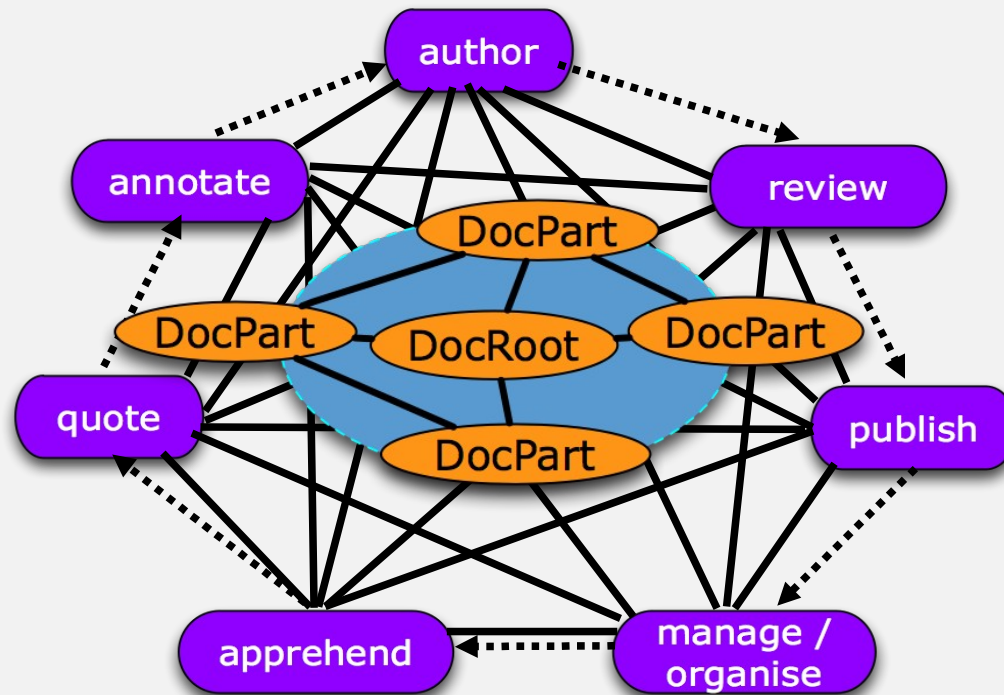 author
annotate
review
DocPart
DocPart
DocRoot
DocPart
quote
publish
DocPart
apprehend
manage /
organise